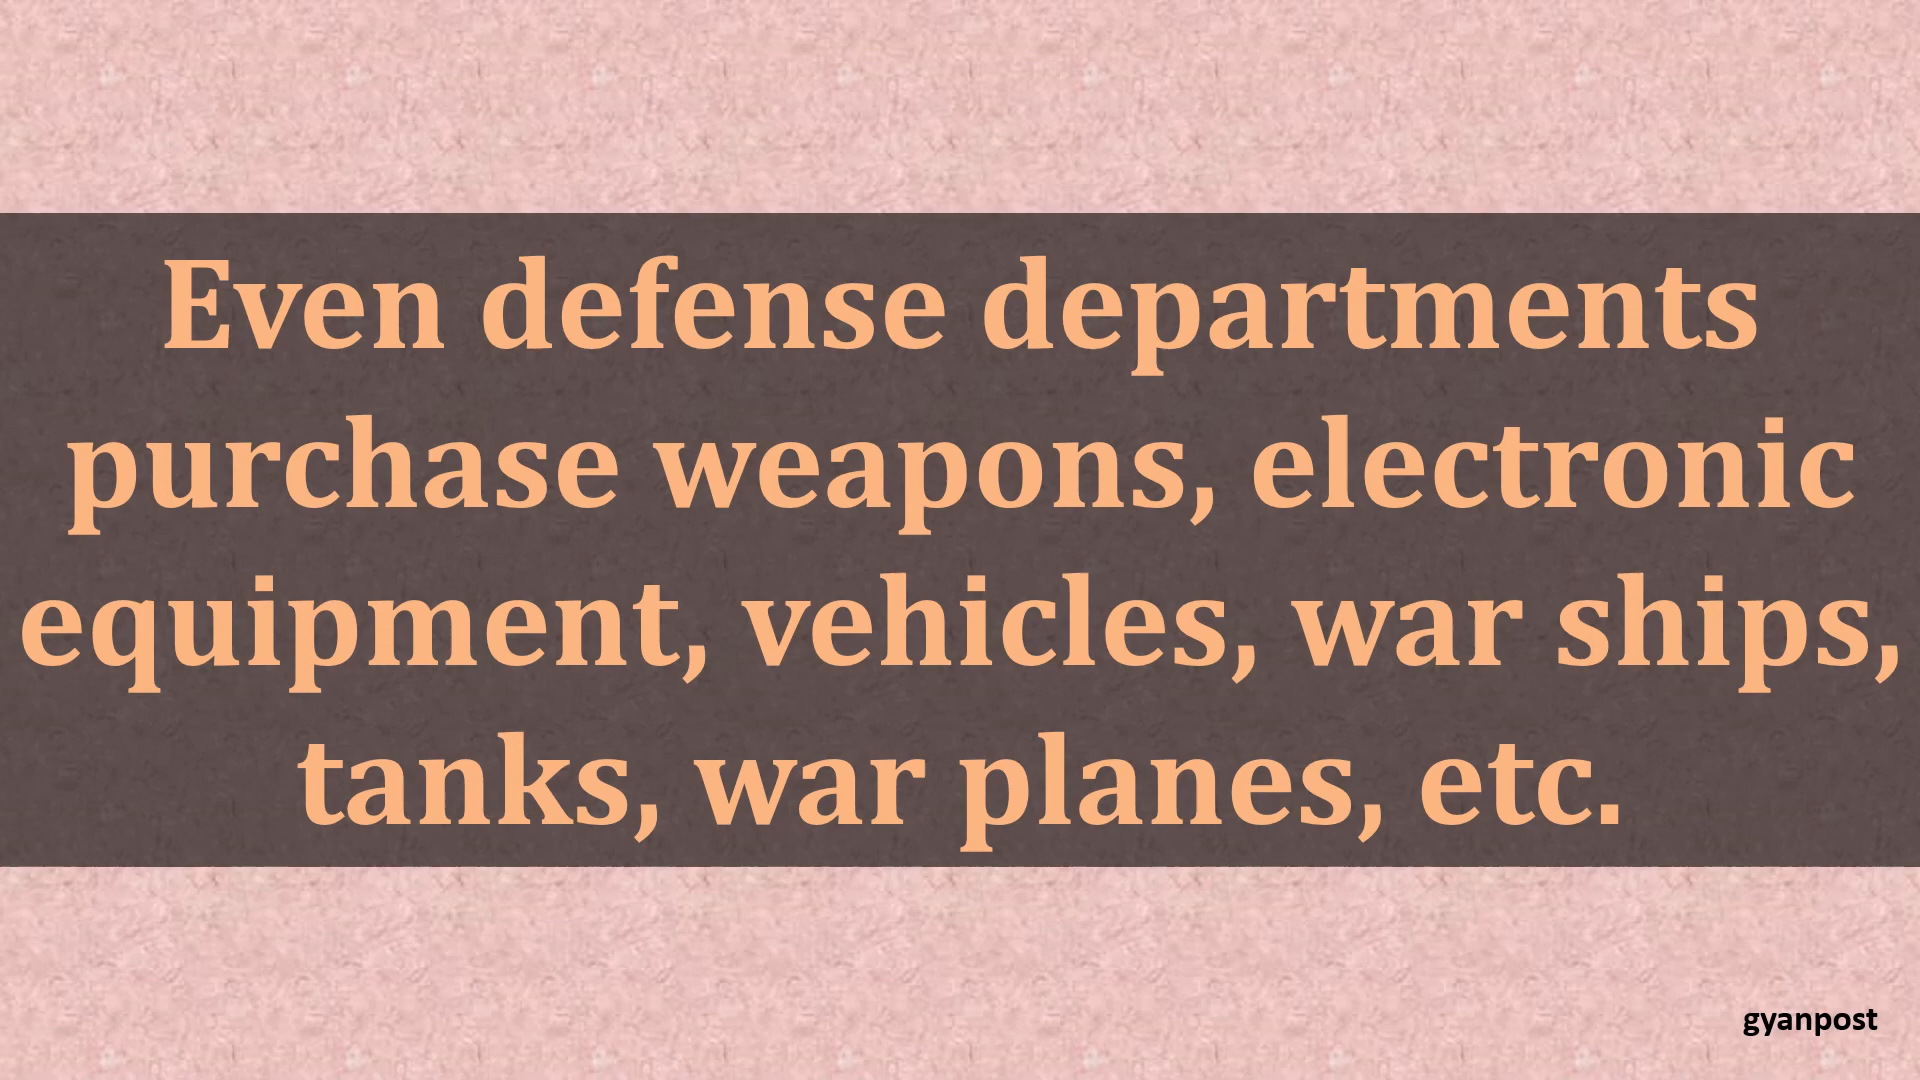 Even defense departments
purchase weapons, electronic
equipment, vehicles, war ships,
tanks, war planes, etc.
gyanpost